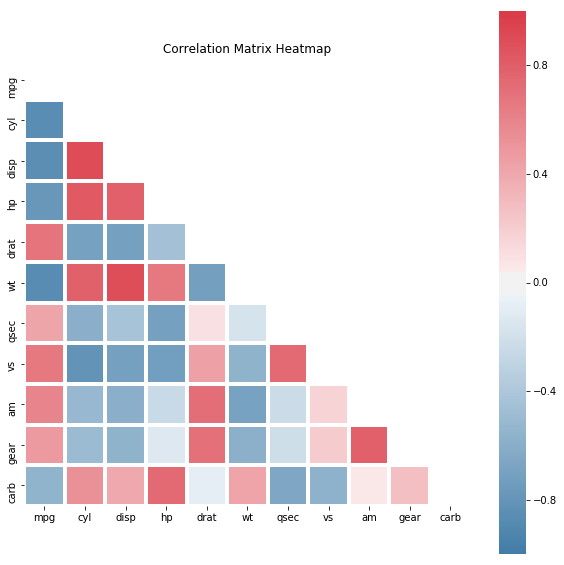 Correlation Matrix Heatmap
mpg
cyl
disp
hp
drat
wt
qsec
vs
am
gear
carb
mpg cyl disp hp drat wt qsec vs am gear carb
0.8
0.4
0.0
−0.4
−0.8